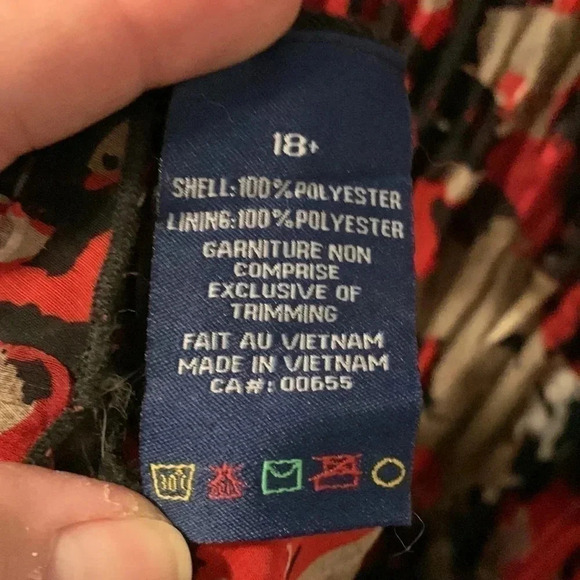 18+
SHELL:100%POLYESTER
LINING:100%POLYESTER
GARNITURE NON
COMPRISE
EXCLUSIVE OF
TRIMMING
FAIT AU VIETNAM
MADE IN VIETNAM
CA#: 00655